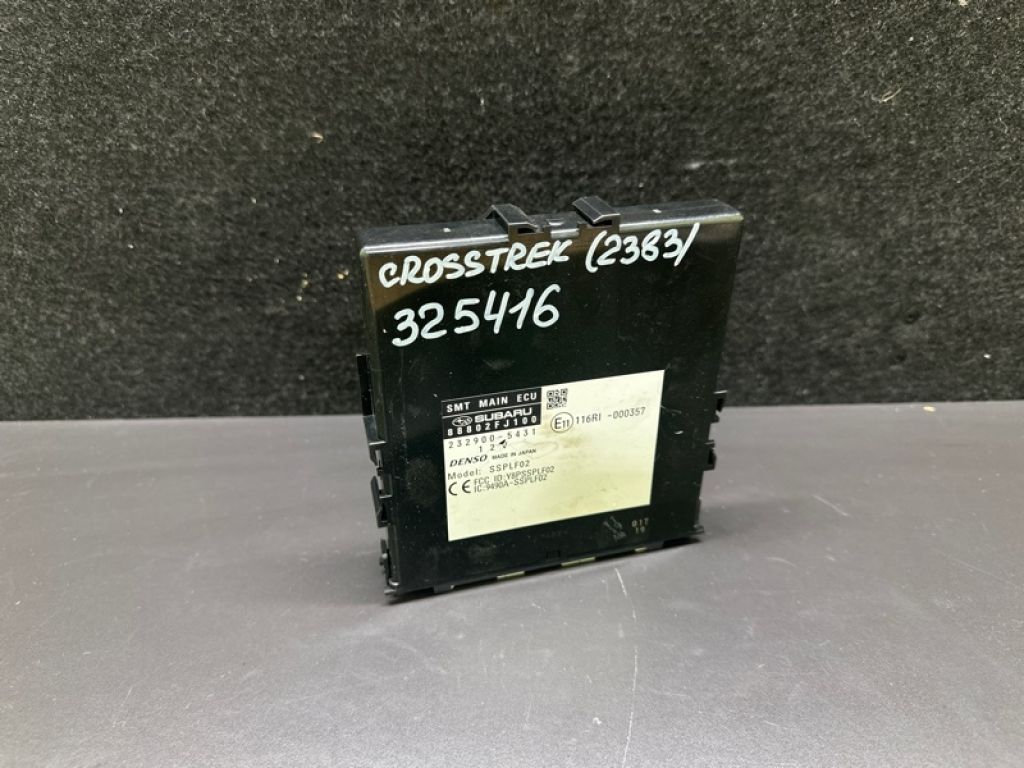 CROSSTREK (2383)
325416
SMT MAIN ECU
SUBARU
88802FJ100
232900-5431
E11 116RI-000357
DENSO MADE IN JAPAN
Model: SSPLF02
CE FCC ID:Y8PSSPLF02
IC:9490A-SSPLF02